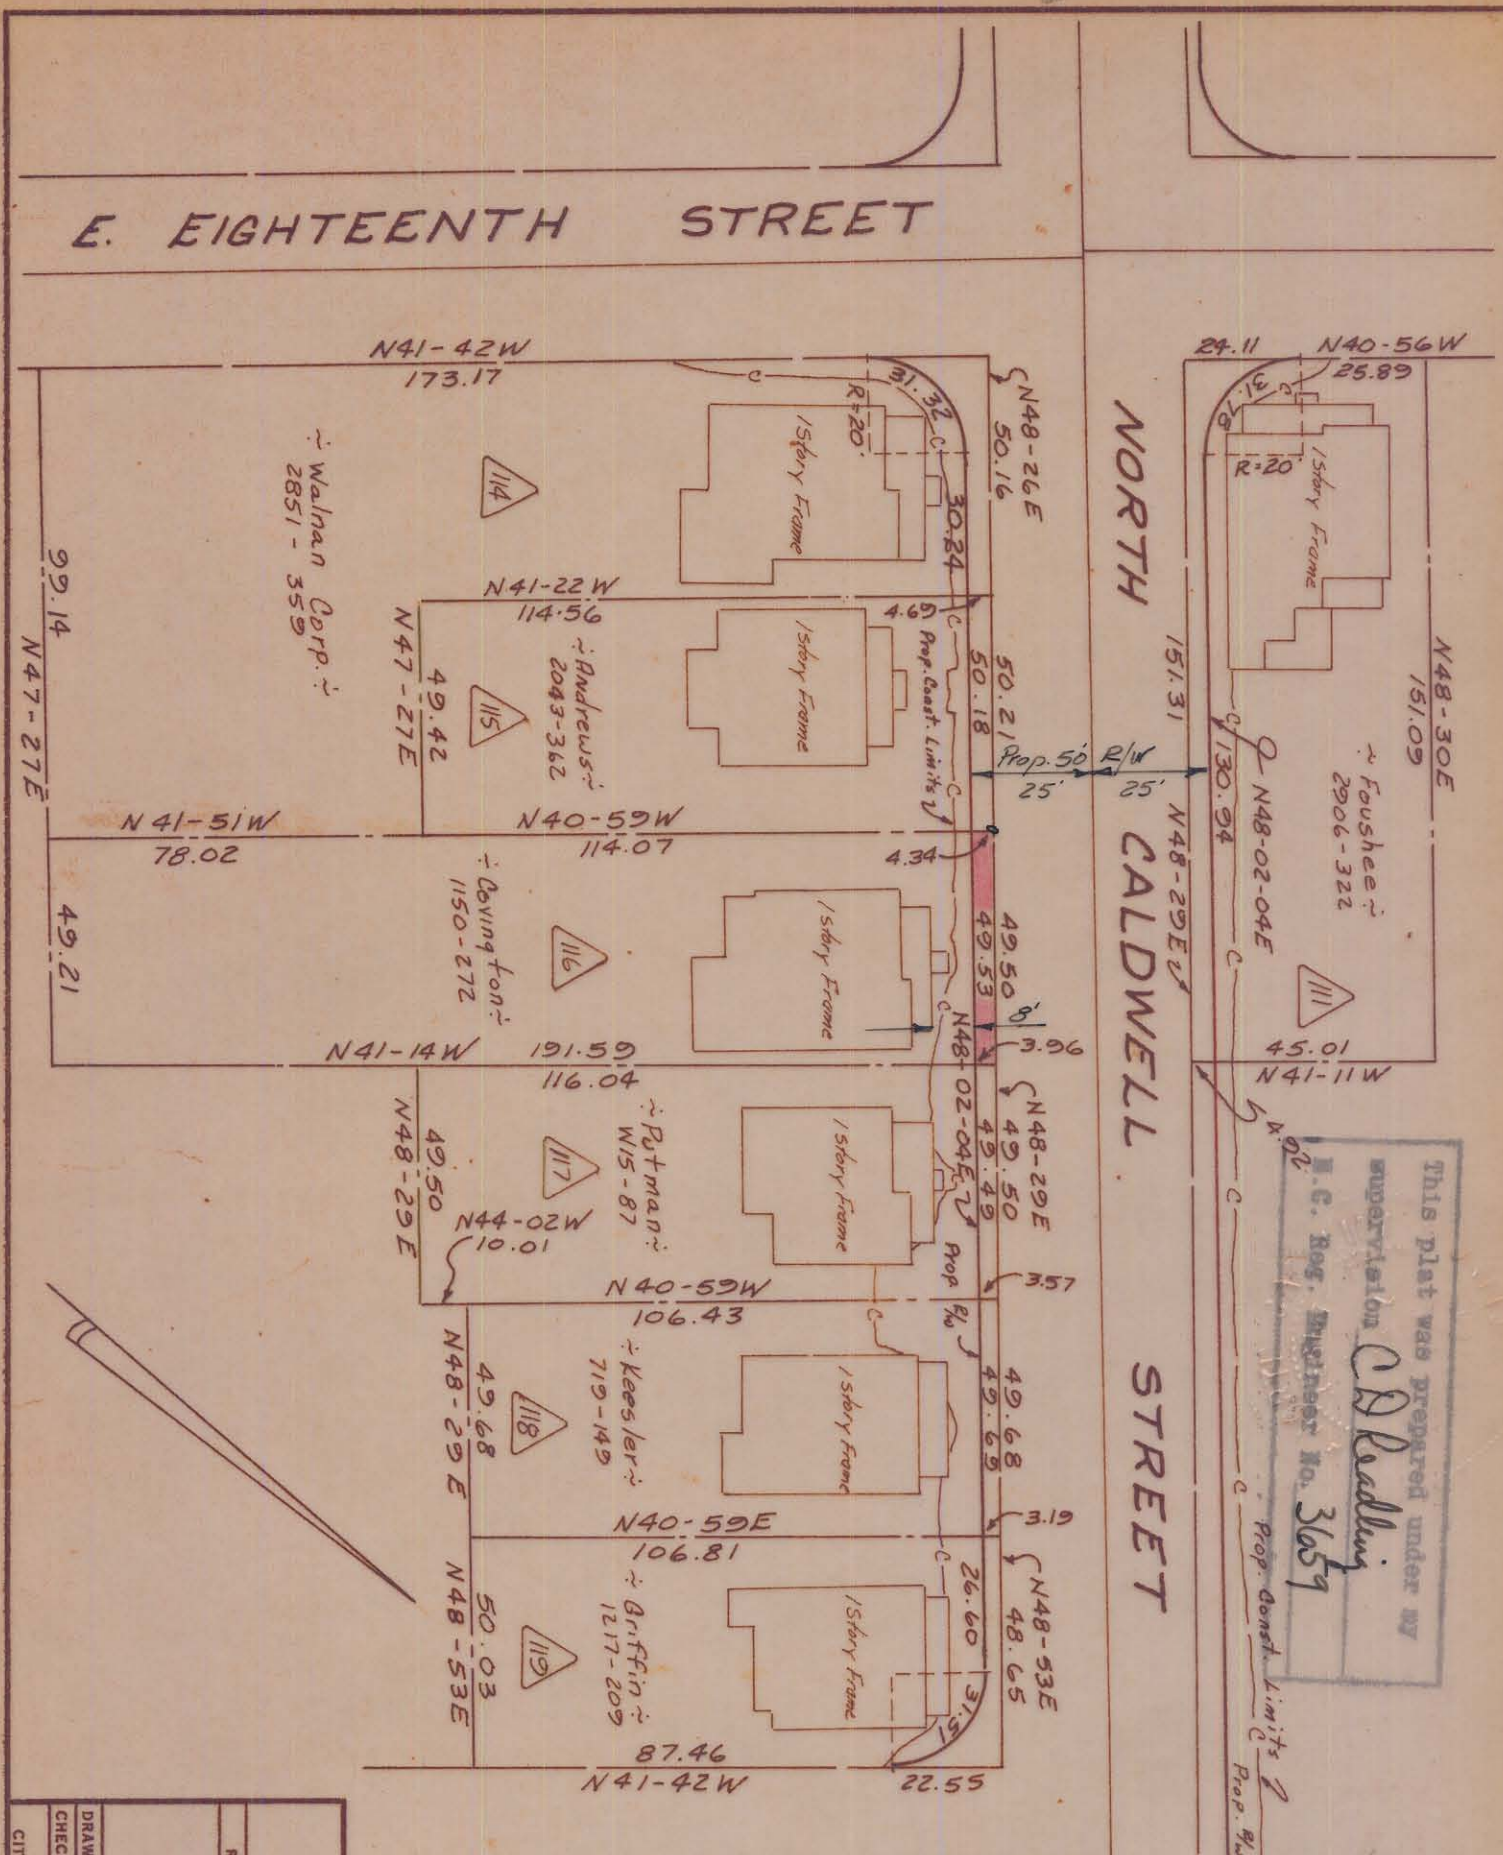 E. EIGHTEENTH STREET
NORTH CALDWELL STREET
N41-42W
173.17
31.32
R=20'
N48-26E
50.16
30.24
1 Story Frame
114
~ Walnan Corp. ~
2851-359
99.14
N47-27E
N41-22W
114.56
4.69
Prop. Const. Limits
50.21
50.18
1 Story Frame
~ Andrews ~
2043-362
115
49.42
N47-27E
Prop. 50' R/W
25'
25'
N41-51W
78.02
N40-59W
114.07
4.34
49.50
49.53
1 Story Frame
116
~ Covington ~
1150-272
49.21
8'
N48-02-04E
3.96
N41-14W
191.59
116.04
N48-29E
49.50
49.49
1 Story Frame
~ Putman ~
W15-87
117
49.50
N48-29E
N44-02W
10.01
Prop R/W
3.57
N40-59W
106.43
49.68
49.69
1 Story Frame
~ Keesler ~
719-149
118
49.68
N48-29E
3.19
N40-59E
106.81
N48-53E
48.65
26.60
31.51
1 Story Frame
~ Griffin ~
1217-209
119
50.03
N48-53E
87.46
N41-42W
22.55
24.11
N40-56W
25.89
31.78
R=20'
1 Story Frame
N48-30E
151.09
~ Foushee ~
2906-322
111
151.31
N48-29E
130.94
N48-02-04E
45.01
N41-11W
This plat was prepared under my
supervision C D Readling
N.C. Reg. Engineer No. 3659
Prop. Const. Limits
Prop. R/W
DRAW
CHEC
CIT